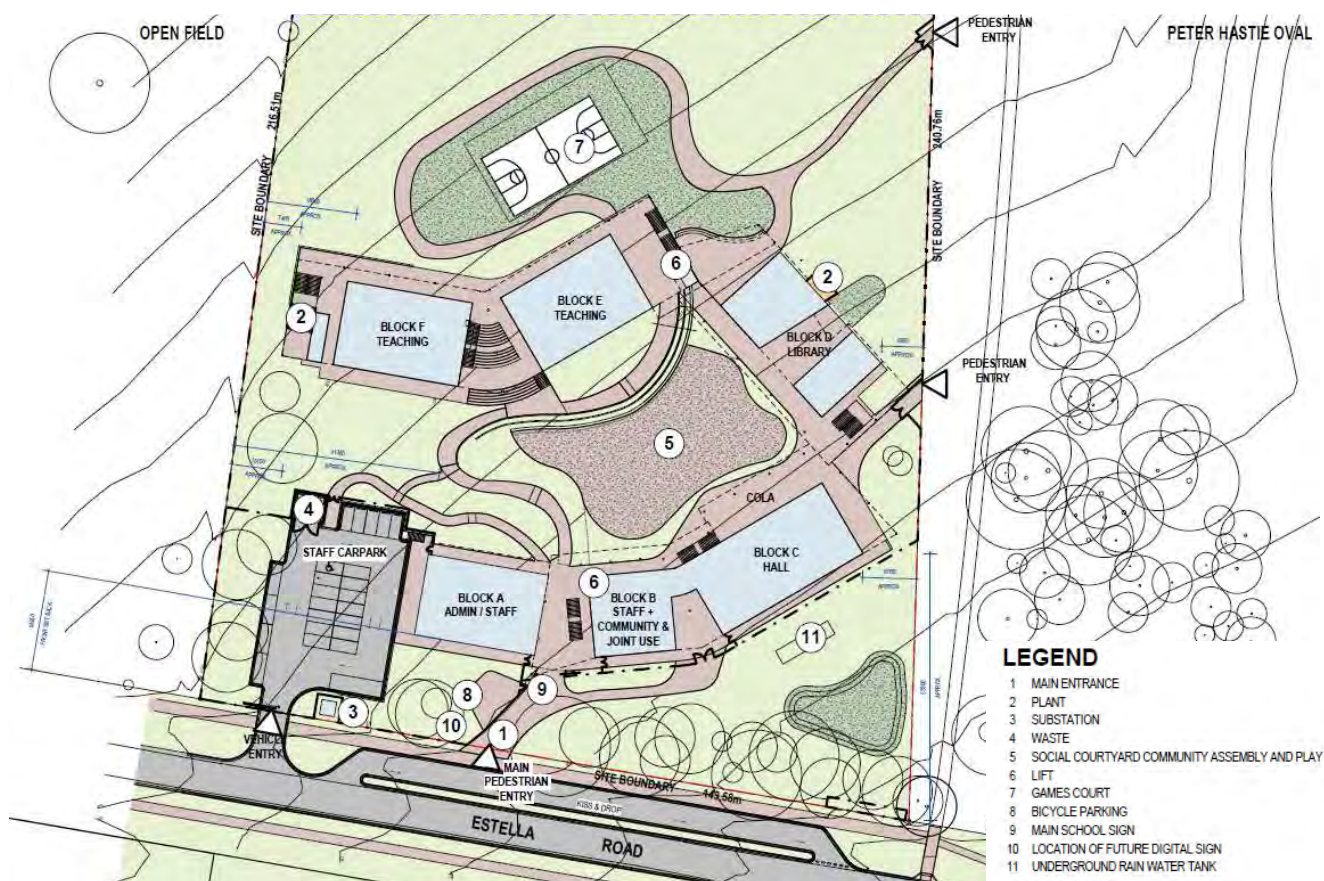 OPEN FIELD
PEDESTRIAN
ENTRY
PETER HASTIE OVAL
216.51m
SITE BOUNDARY
240.76m
SITE BOUNDARY
7
6
2
BLOCK E
TEACHING
2
BLOCK F
TEACHING
BLOCK D
LIBRARY
PEDESTRIAN
ENTRY
5
COLA
4
STAFF CARPARK
BLOCK C
HALL
6
BLOCK A
ADMIN / STAFF
BLOCK B
STAFF +
COMMUNITY &
JOINT USE
11
9
8
3
10
1
VEHICLE
ENTRY
MAIN
PEDESTRIAN
ENTRY
SITE BOUNDARY
143.58m
KISS & DROP
ESTELLA
ROAD
LEGEND
1 MAIN ENTRANCE
2 PLANT
3 SUBSTATION
4 WASTE
5 SOCIAL COURTYARD COMMUNITY ASSEMBLY AND PLAY
6 LIFT
7 GAMES COURT
8 BICYCLE PARKING
9 MAIN SCHOOL SIGN
10 LOCATION OF FUTURE DIGITAL SIGN
11 UNDERGROUND RAIN WATER TANK